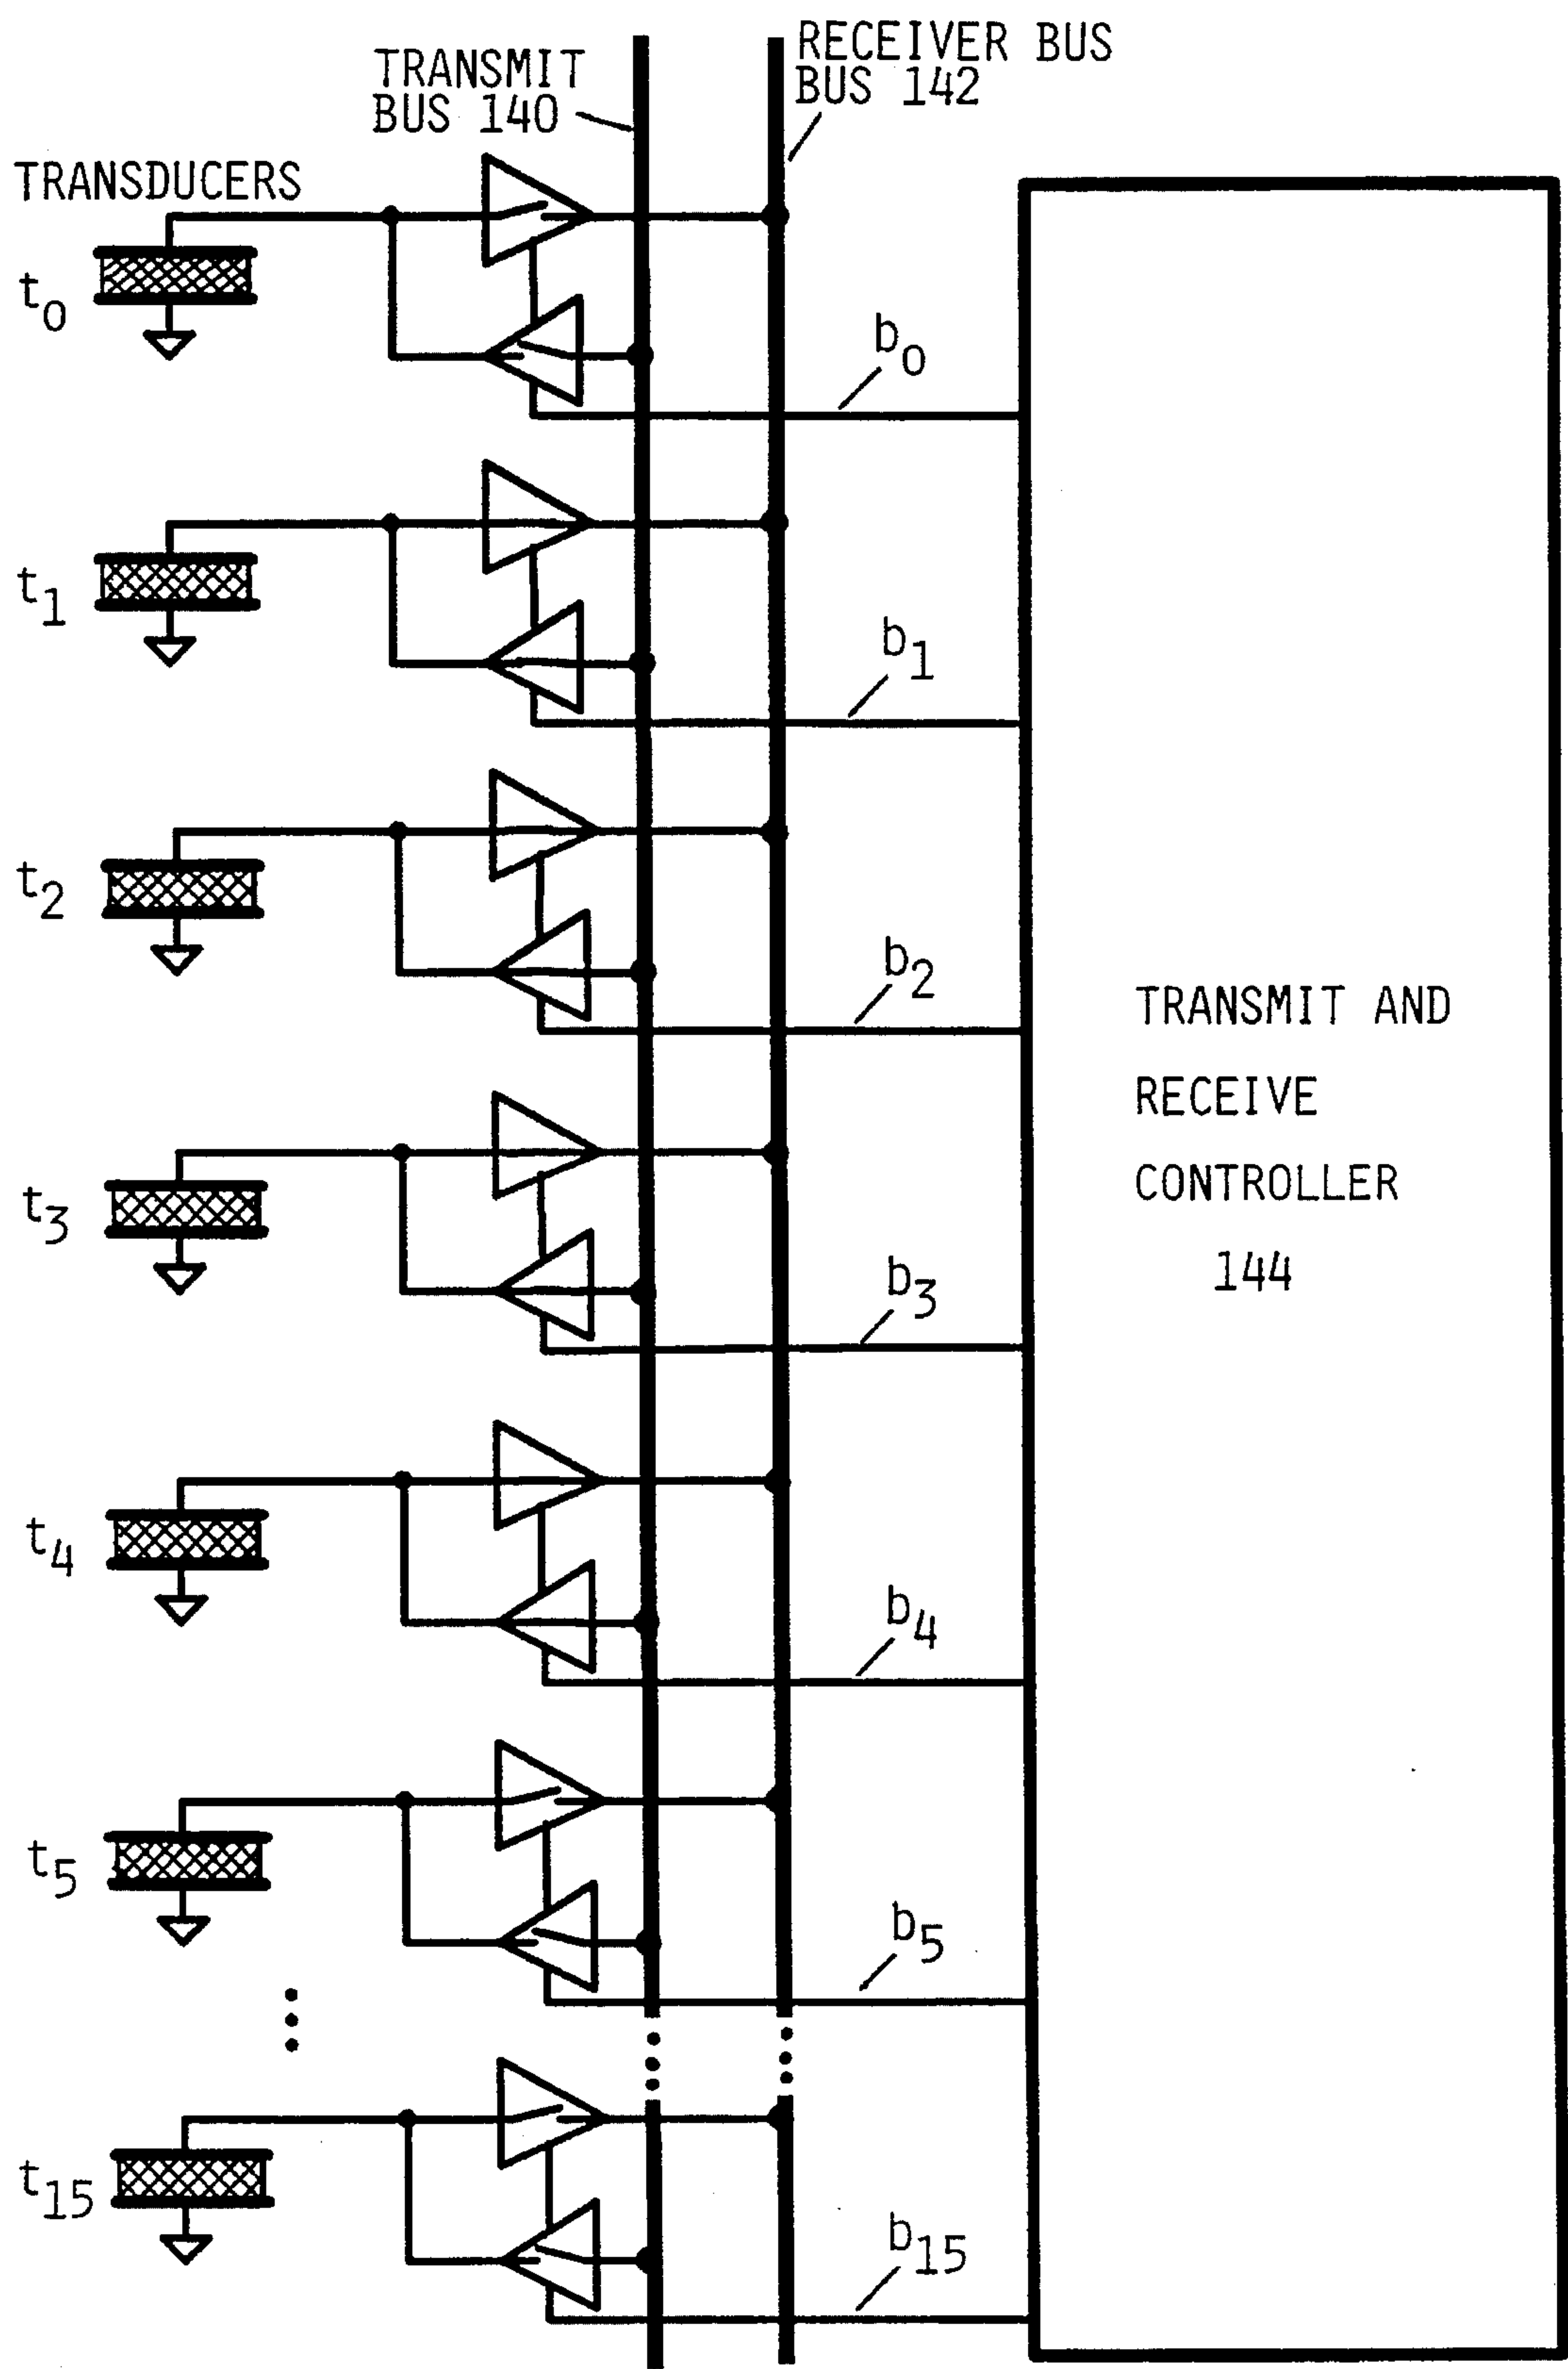 TRANSMIT
BUS 140
RECEIVER BUS
BUS 142
TRANSDUCERS
t0
b0
t1
b1
t2
b2
TRANSMIT AND
RECEIVE
CONTROLLER
144
t3
b3
t4
b4
t5
b5
t15
b15